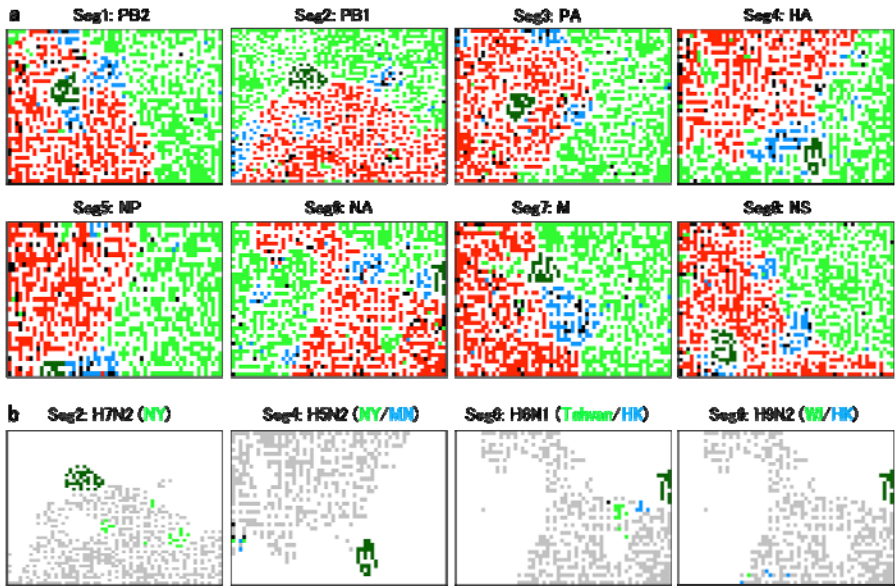 a Seg1: PB2 Seg2: PB1 Seg3: PA Seg4: HA
Seg5: NP Seg6: NA Seg7: M Seg8: NS
b Seg2: H7N2 (NY) Seg4: H5N2 (NY/MN) Seg6: H6N1 (Taiwan/HK) Seg6: H9N2 (WI/HK)